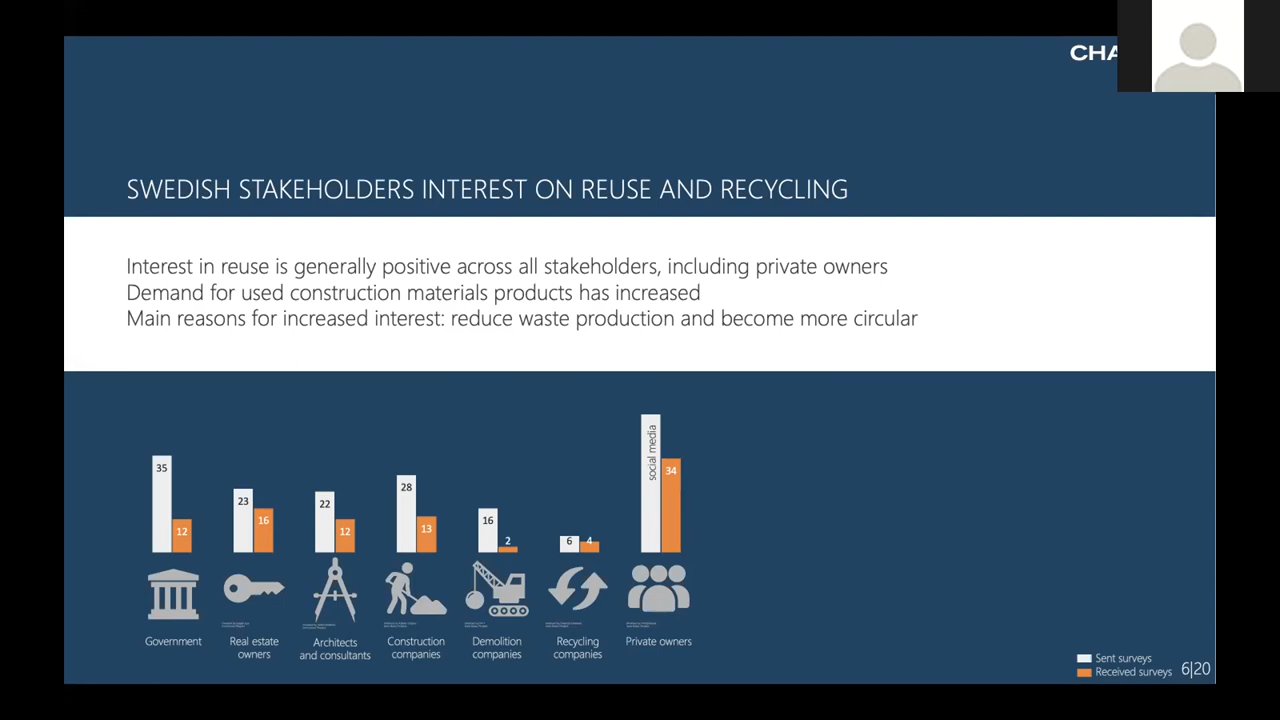 CHA
SWEDISH STAKEHOLDERS INTEREST ON REUSE AND RECYCLING
Interest in reuse is generally positive across all stakeholders, including private owners
Demand for used construction materials products has increased
Main reasons for increased interest: reduce waste production and become more circular
35
12
23
16
22
12
28
13
16
2
6
4
social media
34
Government
Real estate
owners
Architects
and consultants
Construction
companies
Demolition
companies
Recycling
companies
Private owners
Sent surveys
Received surveys
6|20